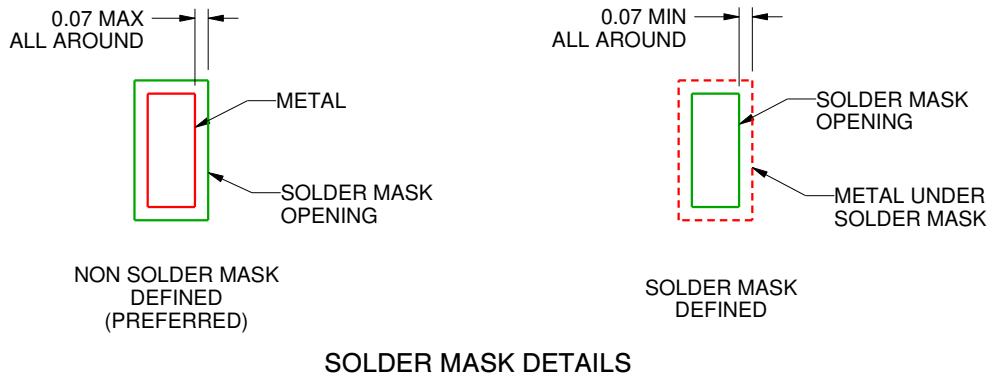 0.07 MAX
ALL AROUND
METAL
SOLDER MASK
OPENING
NON SOLDER MASK
DEFINED
(PREFERRED)
0.07 MIN
ALL AROUND
SOLDER MASK
OPENING
METAL UNDER
SOLDER MASK
SOLDER MASK
DEFINED
SOLDER MASK DETAILS